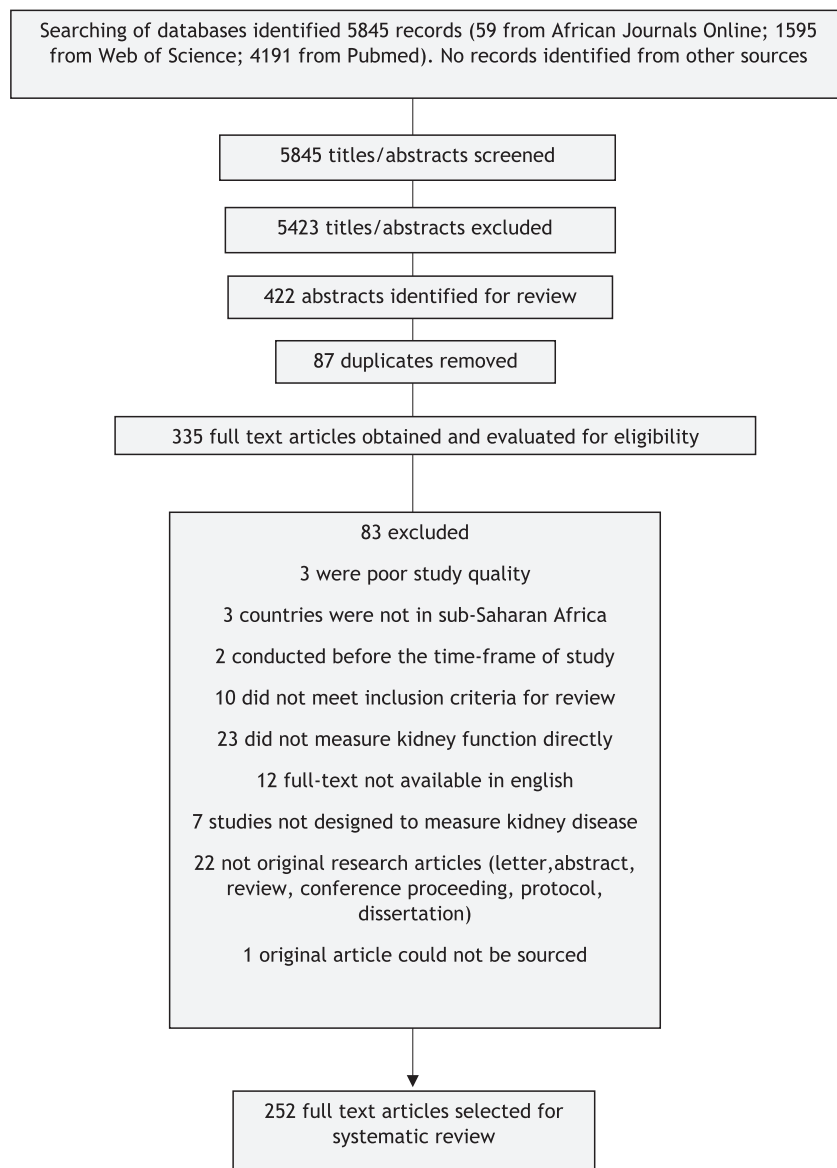 Searching of databases identified 5845 records (59 from African Journals Online; 1595
from Web of Science; 4191 from Pubmed). No records identified from other sources
5845 titles/abstracts screened
5423 titles/abstracts excluded
422 abstracts identified for review
87 duplicates removed
335 full text articles obtained and evaluated for eligibility
83 excluded
3 were poor study quality
3 countries were not in sub-Saharan Africa
2 conducted before the time-frame of study
10 did not meet inclusion criteria for review
23 did not measure kidney function directly
12 full-text not available in english
7 studies not designed to measure kidney disease
22 not original research articles (letter,abstract,
review, conference proceeding, protocol,
dissertation)
1 original article could not be sourced
252 full text articles selected for
systematic review